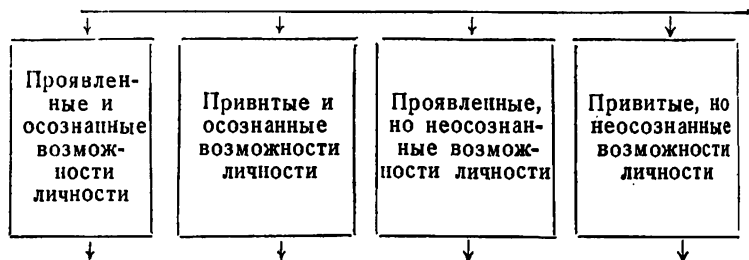 Проявлен-
ные и
осознанные
возмож-
ности
личности
Привитые и
осознанные
возможности
личности
Проявленные,
но неосознан-
ные возмож-
ности личности
Привитые, но
неосознанные
возможности
личности